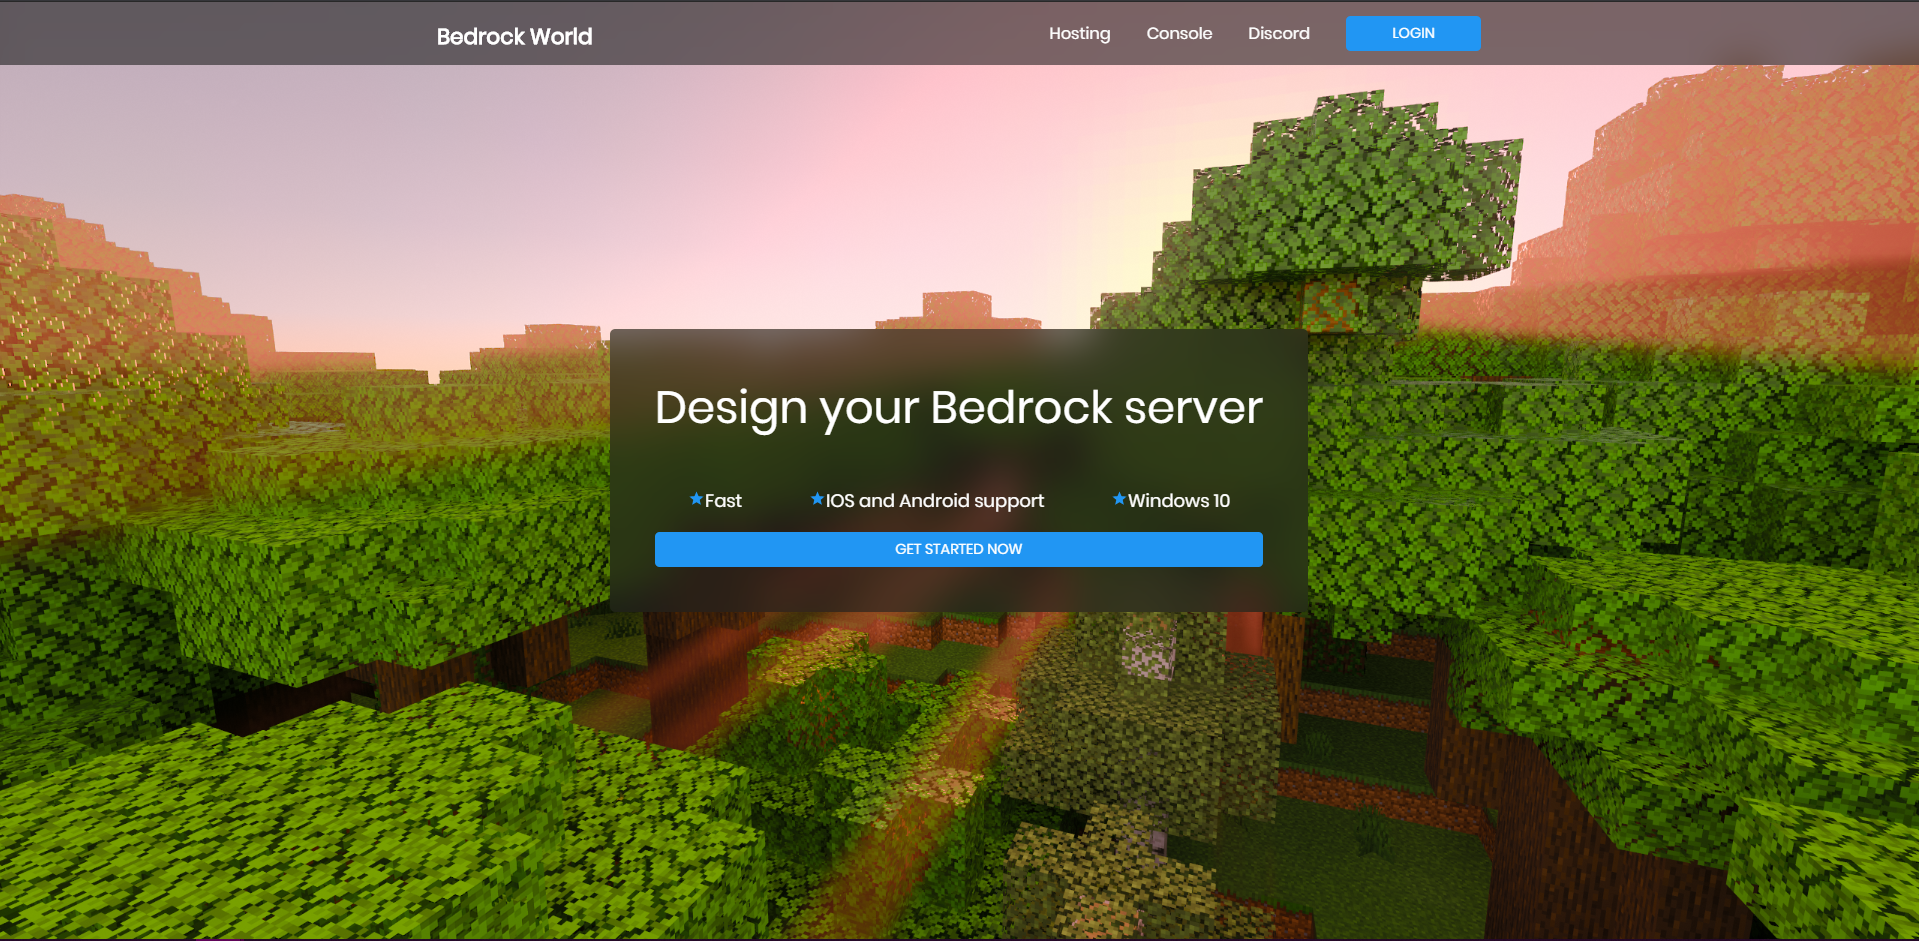 Bedrock World
Hosting Console Discord LOGIN
Design your Bedrock server
Fast IOS and Android support Windows 10
GET STARTED NOW